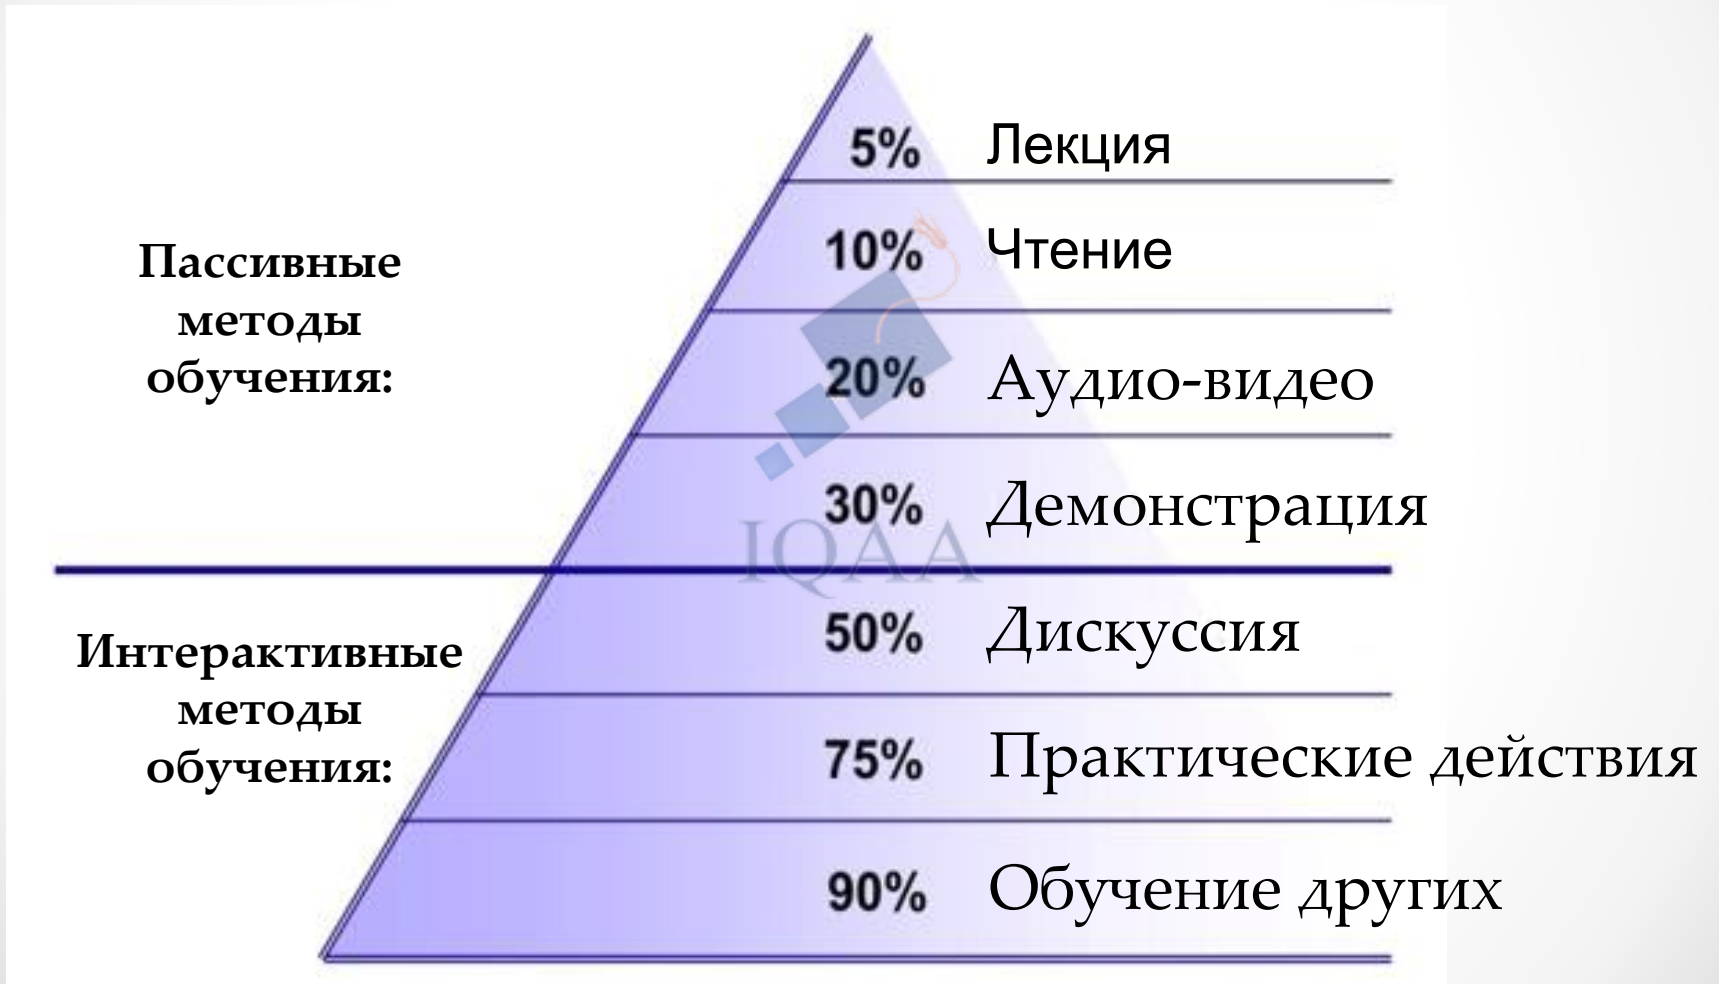 5% Лекция
10% Чтение
Пассивные
методы
обучения:
20% Аудио-видео
30% Демонстрация
IQAA
50% Дискуссия
Интерактивные
методы
обучения:
75% Практические действия
90% Обучение других